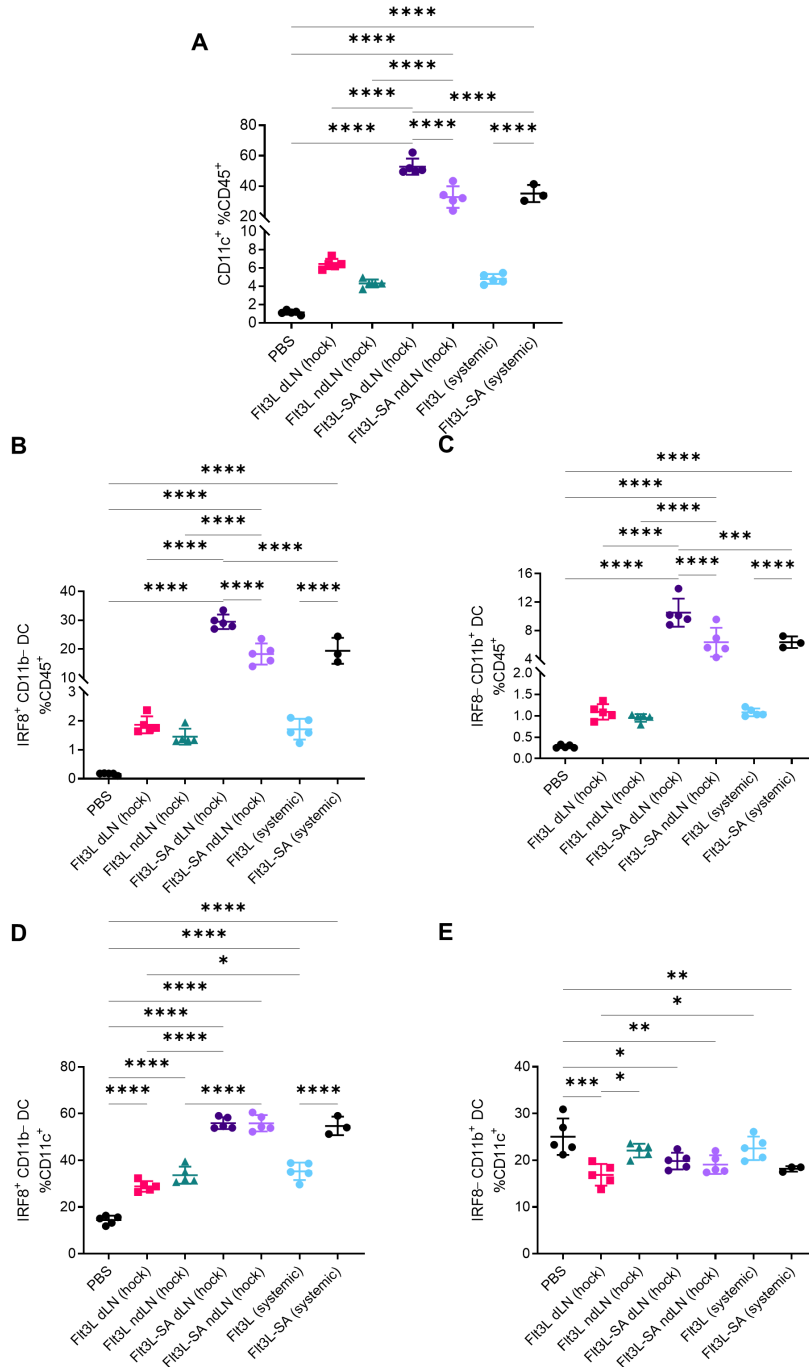 A
****
****
****
****
****
****
****
****
CD11c⁺ %CD45⁺
80
60
40
20
10
8
6
4
2
0
PBS
Flt3L dLN (hock)
Flt3L ndLN (hock)
Flt3L-SA dLN (hock)
Flt3L-SA ndLN (hock)
Flt3L (systemic)
Flt3L-SA (systemic)
B
****
****
****
****
****
****
****
****
IRF8⁺ CD11b– DC
%CD45⁺
40
30
20
10
3
2
1
0
PBS
Flt3L dLN (hock)
Flt3L ndLN (hock)
Flt3L-SA dLN (hock)
Flt3L-SA ndLN (hock)
Flt3L (systemic)
Flt3L-SA (systemic)
C
****
****
****
****
***
****
****
****
IRF8– CD11b⁺ DC
%CD45⁺
16
12
8
4
2.0
1.5
1.0
0.5
0.0
PBS
Flt3L dLN (hock)
Flt3L ndLN (hock)
Flt3L-SA dLN (hock)
Flt3L-SA ndLN (hock)
Flt3L (systemic)
Flt3L-SA (systemic)
D
****
****
*
****
****
****
****
****
****
****
IRF8⁺ CD11b– DC
%CD11c⁺
80
60
40
20
0
PBS
Flt3L dLN (hock)
Flt3L ndLN (hock)
Flt3L-SA dLN (hock)
Flt3L-SA ndLN (hock)
Flt3L (systemic)
Flt3L-SA (systemic)
E
**
*
**
*
***
*
IRF8– CD11b⁺ DC
%CD11c⁺
40
30
20
10
0
PBS
Flt3L dLN (hock)
Flt3L ndLN (hock)
Flt3L-SA dLN (hock)
Flt3L-SA ndLN (hock)
Flt3L (systemic)
Flt3L-SA (systemic)